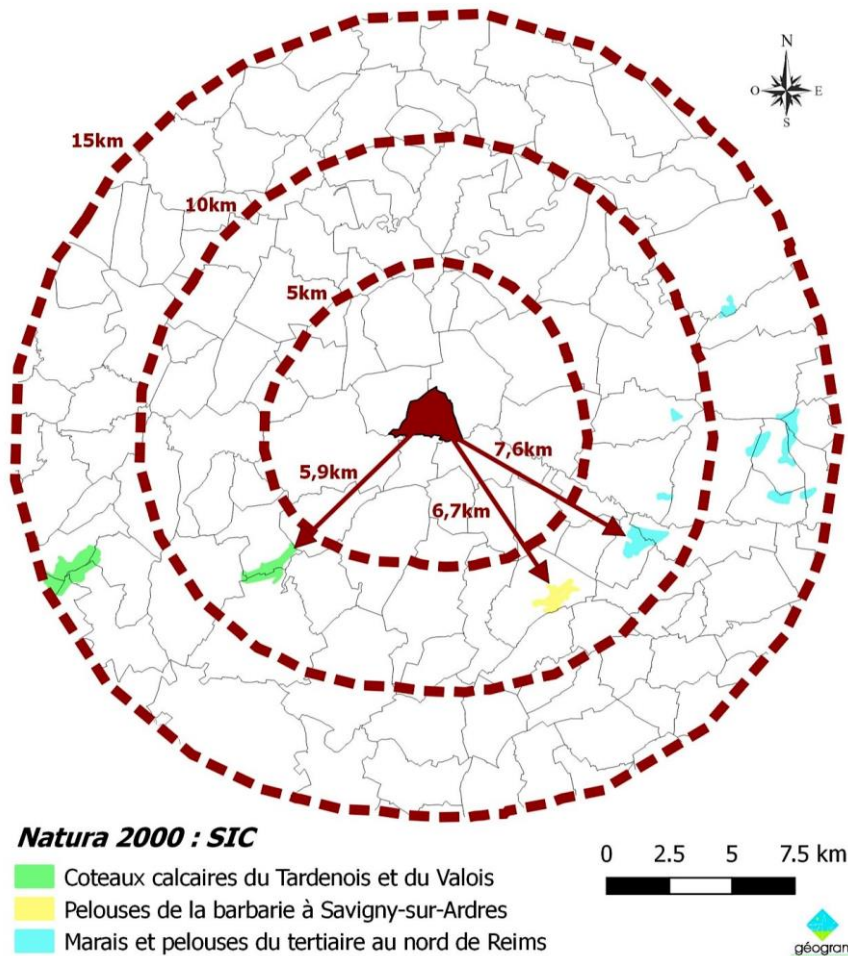 N
O E
S
15km
10km
5km
5,9km
7,6km
6,7km
Natura 2000 : SIC
Coteaux calcaires du Tardenois et du Valois
Pelouses de la barbarie à Savigny-sur-Ardres
Marais et pelouses du tertiaire au nord de Reims
0 2.5 5 7.5 km
géogram